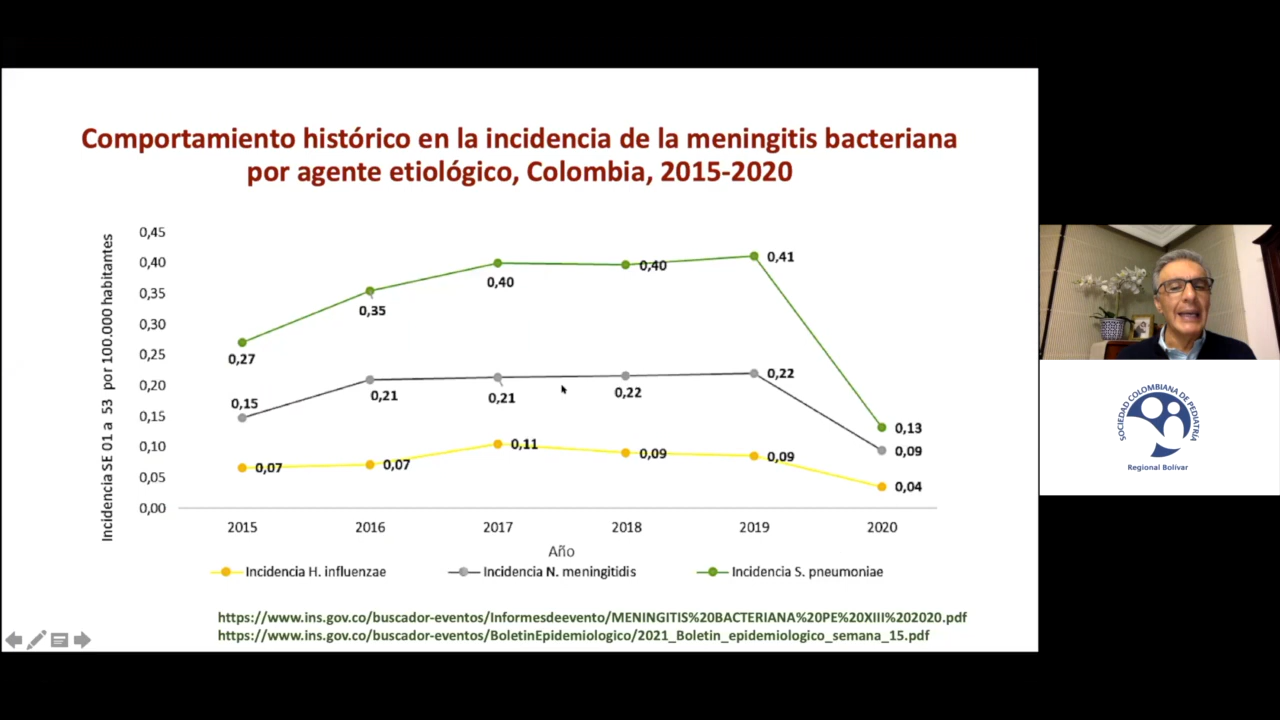 Comportamiento histórico en la incidencia de la meningitis bacteriana
por agente etiológico, Colombia, 2015-2020
Incidencia SE 01 a 53 por 100.000 habitantes
0,45
0,40
0,35
0,30
0,25
0,20
0,15
0,10
0,05
0,00
0,27
0,35
0,40
0,40
0,41
0,13
0,15
0,21
0,21
0,22
0,22
0,09
0,07
0,07
0,11
0,09
0,09
0,04
2015 2016 2017 2018 2019 2020
Año
Incidencia H. influenzae Incidencia N. meningitidis Incidencia S. pneumoniae
https://www.ins.gov.co/buscador-eventos/Informesdeevento/MENINGITIS%20BACTERIANA%20PE%20XIII%202020.pdf
https://www.ins.gov.co/buscador-eventos/BoletinEpidemiologico/2021_Boletin_epidemiologico_semana_15.pdf
SOCIEDAD COLOMBIANA DE PEDIATRÍA
Regional Bolívar